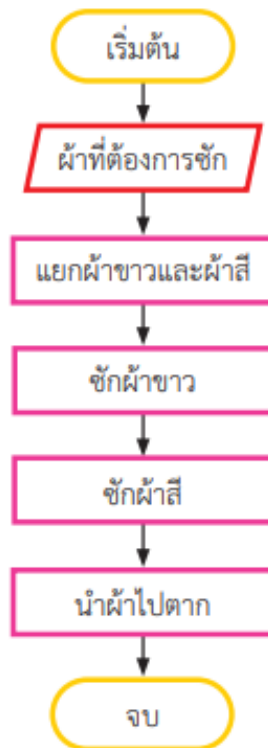 เริ่มต้น
ผ้าที่ต้องการซัก
แยกผ้าขาวและผ้าสี
ซักผ้าขาว
ซักผ้าสี
นำผ้าไปตาก
จบ